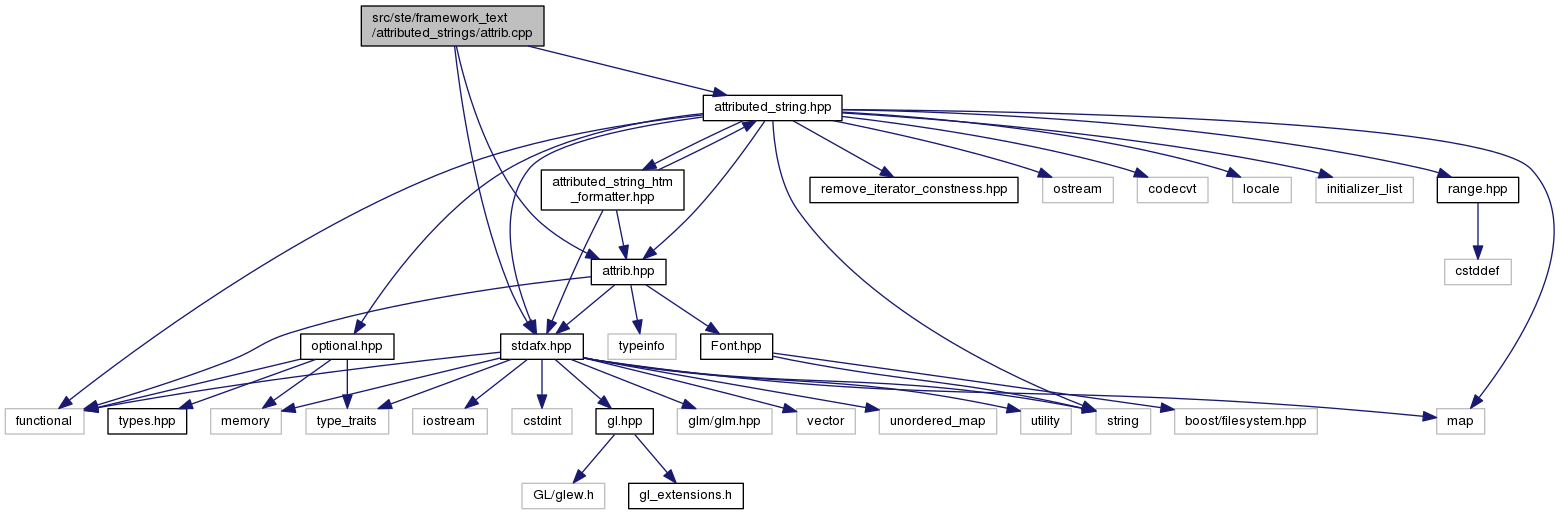 src/ste/framework_text
/attributed_strings/attrib.cpp
attributed_string.hpp
attributed_string_htm
_formatter.hpp
remove_iterator_constness.hpp
ostream
codecvt
locale
initializer_list
range.hpp
attrib.hpp
cstddef
optional.hpp
stdafx.hpp
typeinfo
Font.hpp
functional
types.hpp
memory
type_traits
iostream
cstdint
gl.hpp
glm/glm.hpp
vector
unordered_map
utility
string
boost/filesystem.hpp
map
GL/glew.h
gl_extensions.h